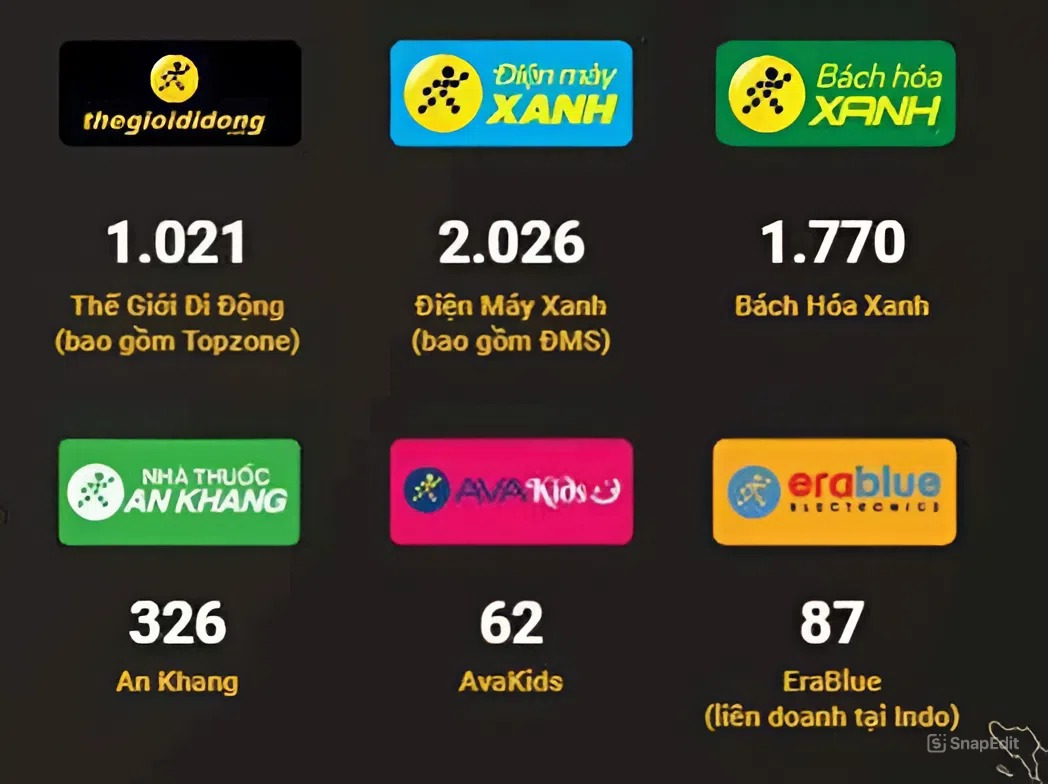 thegioididong
.com
Điện máy
XANH
Bách hóa
XANH
1.021
2.026
1.770
Thế Giới Di Động
(bao gồm Topzone)
Điện Máy Xanh
(bao gồm ĐMS)
Bách Hóa Xanh
NHÀ THUỐC
AN KHANG
AVAKids
erablue
ELECTRONICS
326
62
87
An Khang
AvaKids
EraBlue
(liên doanh tại Indo)
SnapEdit